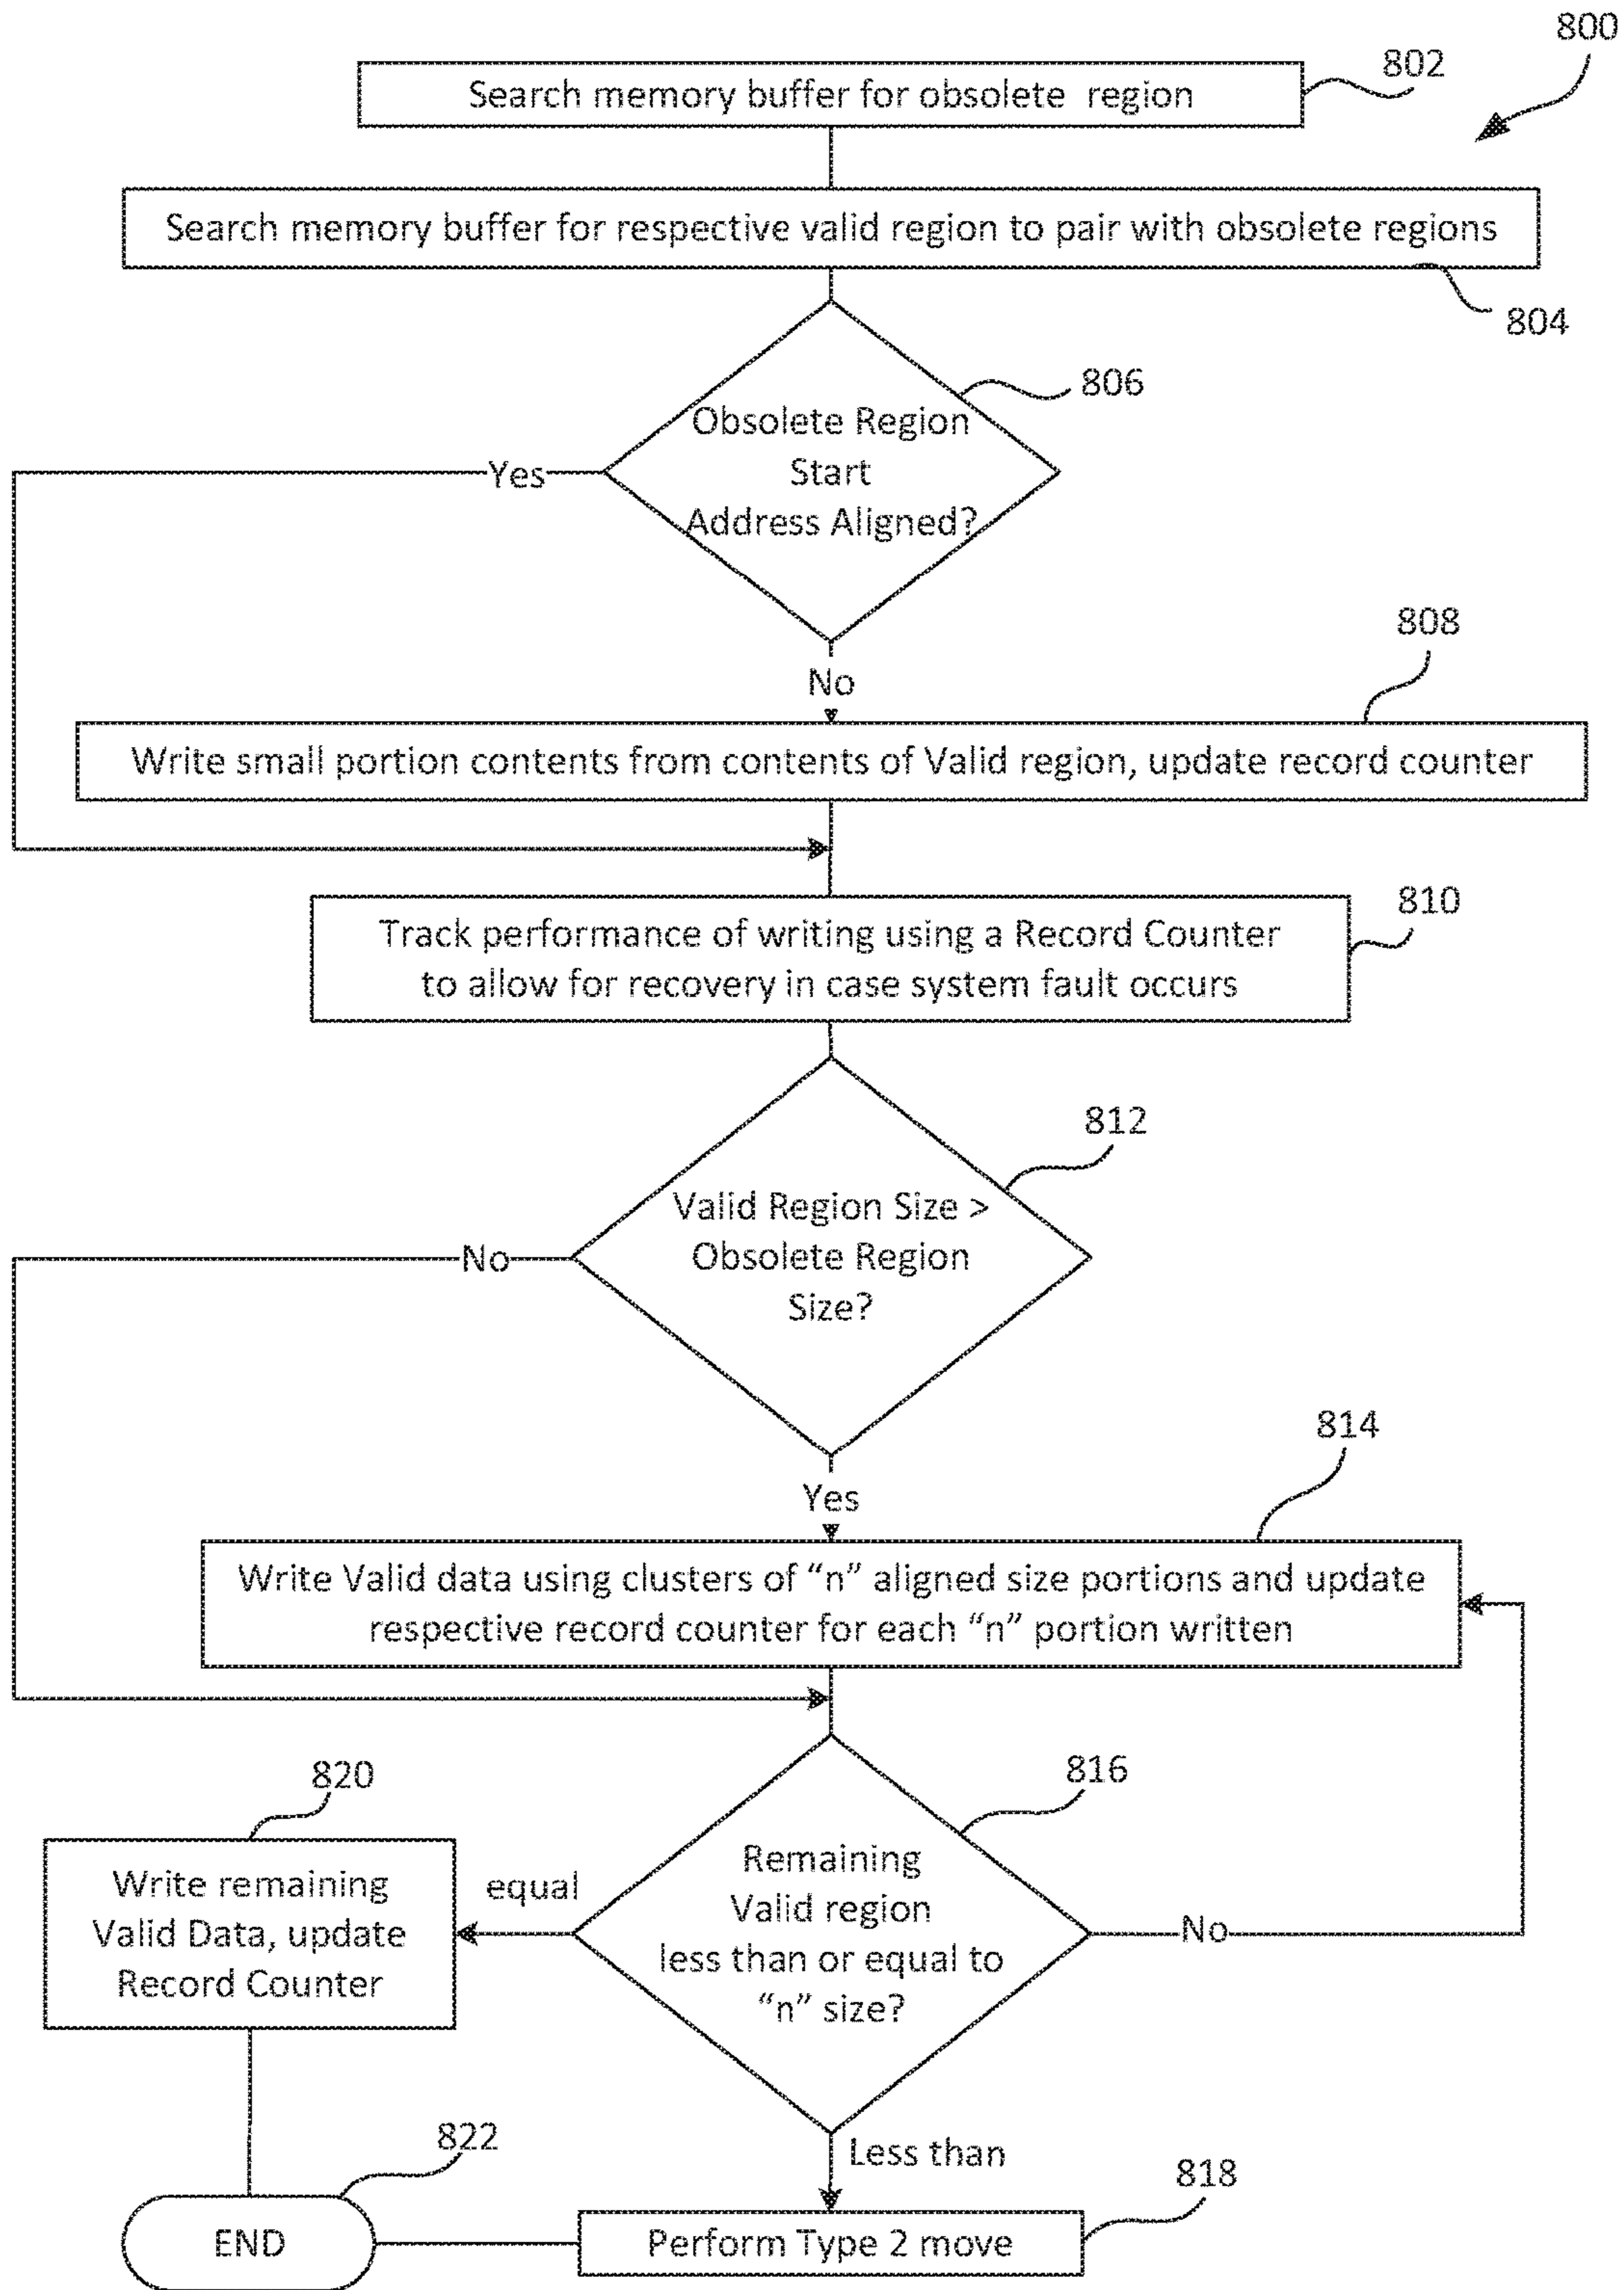 800
802
Search memory buffer for obsolete region
Search memory buffer for respective valid region to pair with obsolete regions
804
806
Obsolete Region
Start
Address Aligned?
Yes
No
808
Write small portion contents from contents of Valid region, update record counter
810
Track performance of writing using a Record Counter
to allow for recovery in case system fault occurs
812
Valid Region Size >
Obsolete Region
Size?
No
Yes
814
Write Valid data using clusters of “n” aligned size portions and update
respective record counter for each “n” portion written
816
820
Remaining
Valid region
less than or equal to
“n” size?
equal
No
Write remaining
Valid Data, update
Record Counter
Less than
822
818
END
Perform Type 2 move